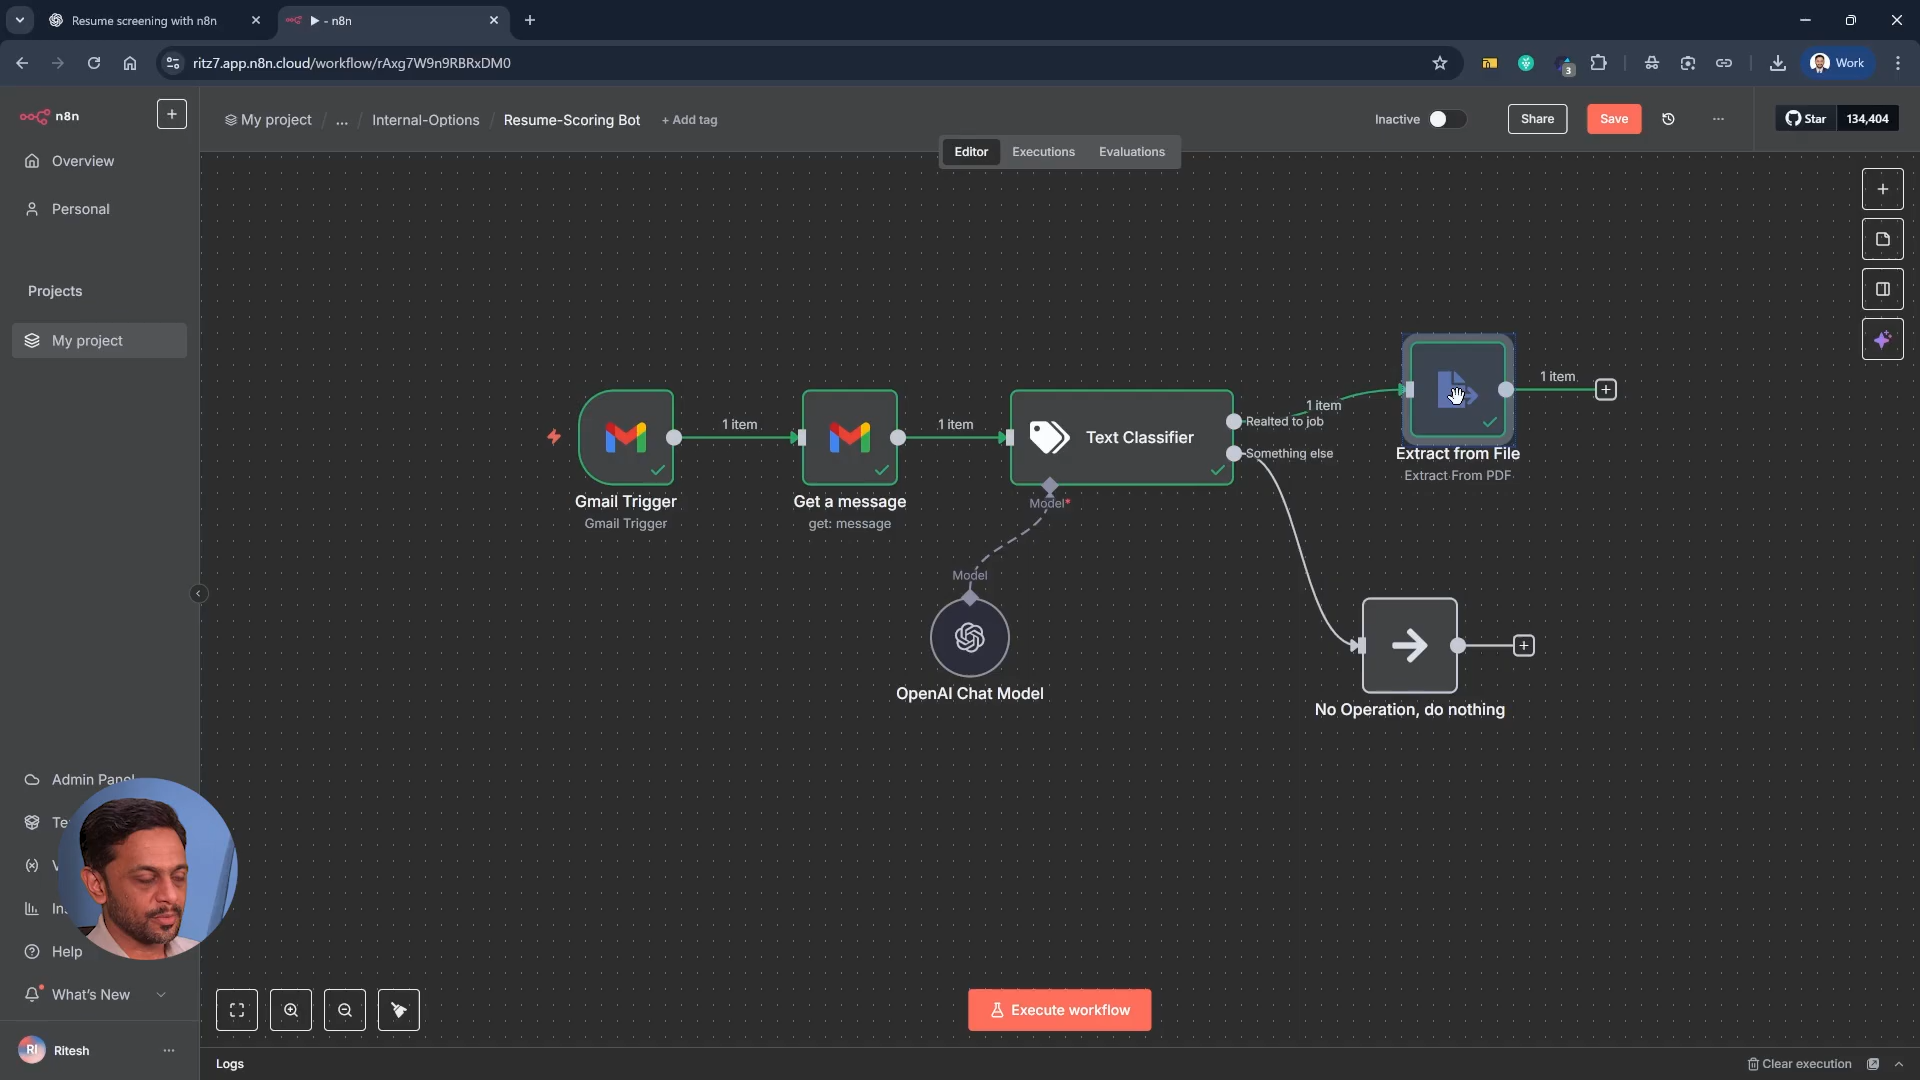 Resume screening with n8n
▶ - n8n
ritz7.app.n8n.cloud/workflow/rAxg7W9n9RBRxDM0
3
Work
n8n
My project / ... / Internal-Options / Resume-Scoring Bot + Add tag
Inactive
Share
Save
Star 134,404
Editor Executions Evaluations
Overview
Personal
Projects
My project
1 item
1 item
1 item
1 item
Realted to job
Something else
Text Classifier
Extract from File
Extract From PDF
Gmail Trigger
Gmail Trigger
Get a message
get: message
Model*
Model
OpenAI Chat Model
No Operation, do nothing
Admin Panel
Te
V
In
Help
What's New
Execute workflow
RI Ritesh
Logs
Clear execution